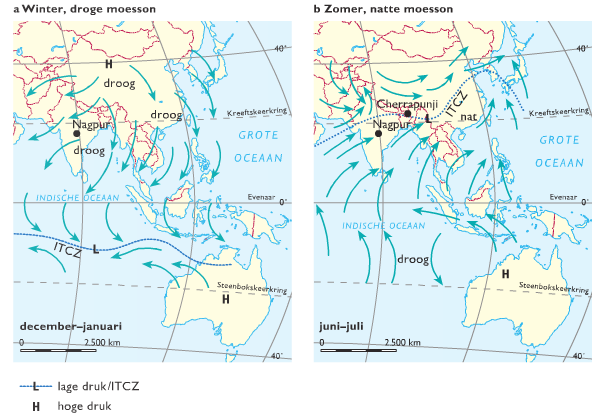 a Winter, droge moesson
40°
H
droog
droog
Kreeftskeerkring
Nagpur
droog
GROTE
OCEAAN
INDISCHE OCEAAN
Evenaar
0°
ITCZ
L
Steenbokskeerkring
H
december–januari
0 2.500 km
40°
b Zomer, natte moesson
40°
Cherrapunji
ITCZ
L
nat
Kreeftskeerkring
Nagpur
GROTE
OCEAAN
Evenaar
0°
INDISCHE OCEAAN
droog
H
Steenbokskeerkring
juni–juli
0 2.500 km
40°
L lage druk/ITCZ
H hoge druk